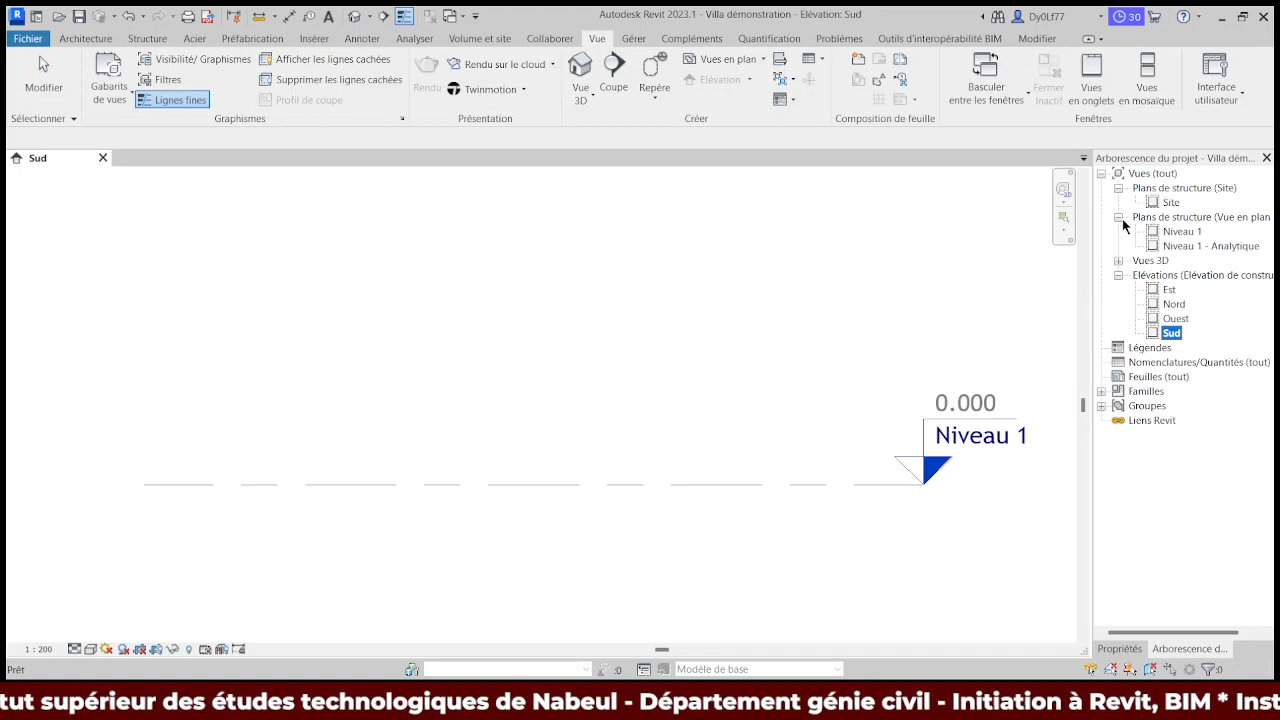 Autodesk Revit 2023.1 - Villa démonstration - Elévation: Sud
Dy0Lf77
30
Fichier Architecture Structure Acier Préfabrication Insérer Annoter Analyser Volume et site Collaborer Vue Gérer Compléments Quantification Problèmes Outils d'interopérabilité BIM Modifier
Modifier
Gabarits de vues
Visibilité/ Graphismes
Filtres
Lignes fines
Afficher les lignes cachées
Supprimer les lignes cachées
Profil de coupe
Rendu
Rendu sur le cloud
Twinmotion
Vue 3D
Coupe
Repère
Vues en plan
Elévation
Basculer entre les fenêtres
Fermer Inactif
Vues en onglets
Vues en mosaïque
Interface utilisateur
Sélectionner Graphismes Présentation Créer Composition de feuille Fenêtres
Sud
Arborescence du projet - Villa dém...
Vues (tout)
Plans de structure (Site)
Site
Plans de structure (Vue en plan
Niveau 1
Niveau 1 - Analytique
Vues 3D
Elévations (Elévation de constru
Est
Nord
Ouest
Sud
Légendes
Nomenclatures/Quantités (tout)
Feuilles (tout)
Familles
Groupes
Liens Revit
0.000
Niveau 1
1 : 200
Propriétés Arborescence d...
Prêt
:0
Modèle de base
:0
tut supérieur des études technologiques de Nabeul - Département génie civil - Initiation à Revit, BIM * Inst